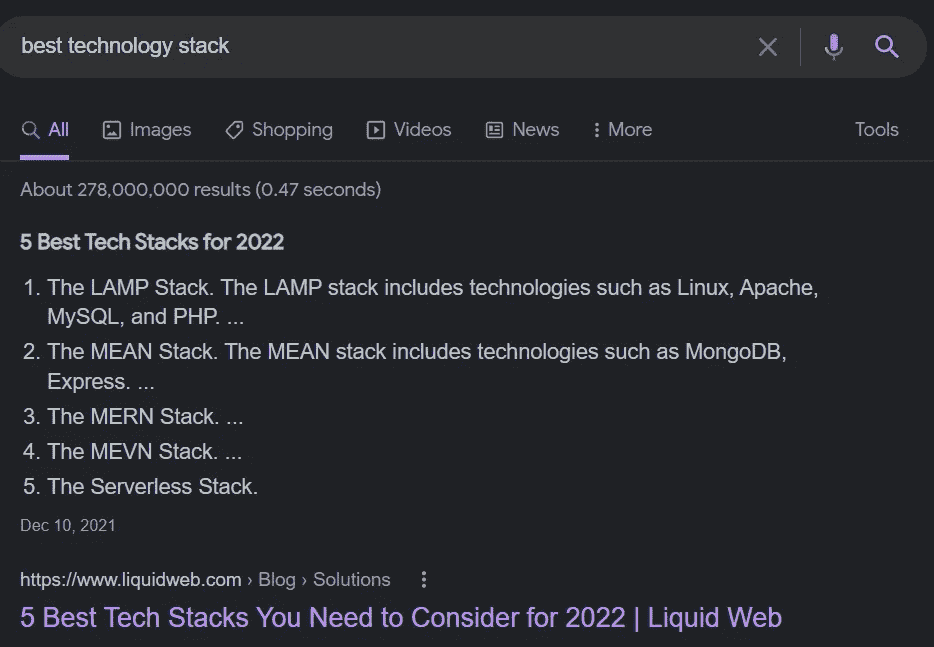 best technology stack
All Images Shopping Videos News More Tools
About 278,000,000 results (0.47 seconds)
5 Best Tech Stacks for 2022
1. The LAMP Stack. The LAMP stack includes technologies such as Linux, Apache,
MySQL, and PHP. ...
2. The MEAN Stack. The MEAN stack includes technologies such as MongoDB,
Express. ...
3. The MERN Stack. ...
4. The MEVN Stack. ...
5. The Serverless Stack.
Dec 10, 2021
https://www.liquidweb.com › Blog › Solutions
5 Best Tech Stacks You Need to Consider for 2022 | Liquid Web